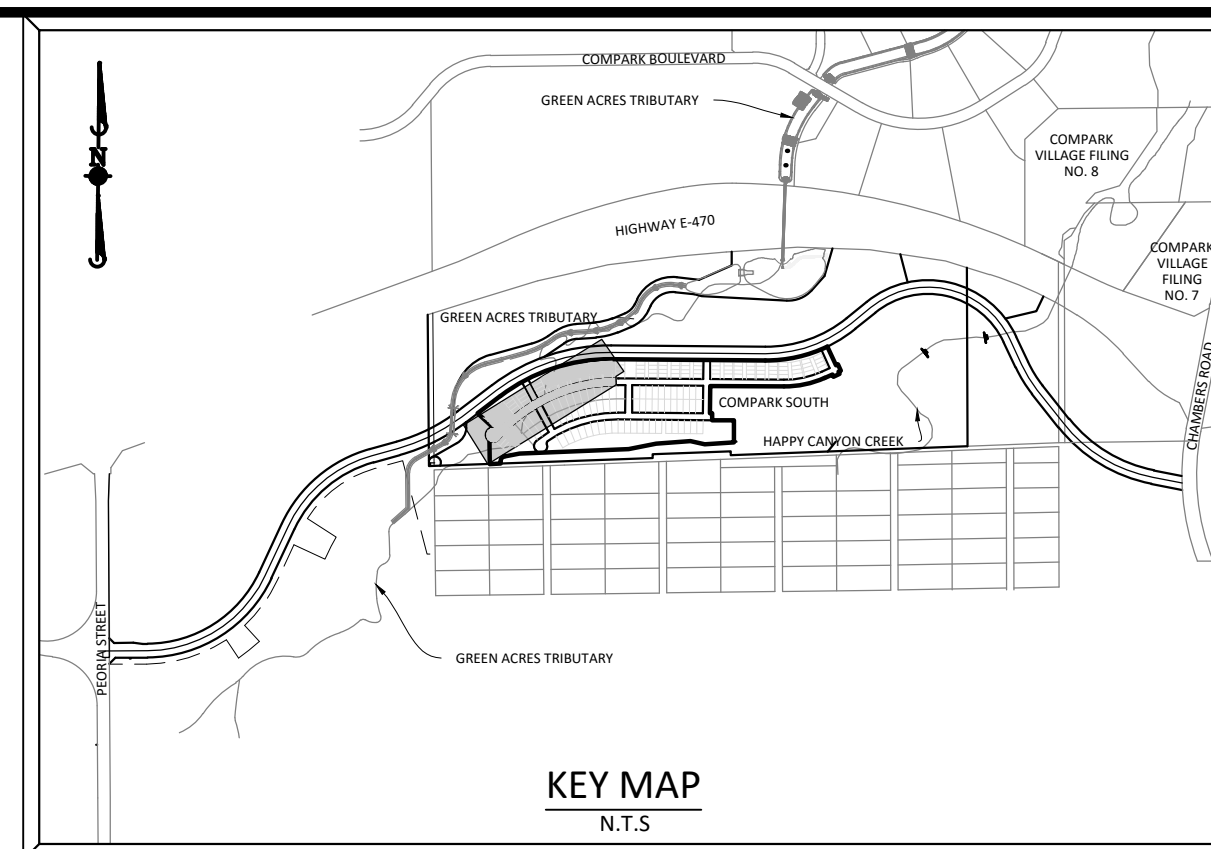 COMPARK BOULEVARD
GREEN ACRES TRIBUTARY
COMPARK
VILLAGE FILING
NO. 8
N
HIGHWAY E-470
COMPARK
VILLAGE
FILING
NO. 7
GREEN ACRES TRIBUTARY
CHAMBERS ROAD
COMPARK SOUTH
HAPPY CANYON CREEK
PEORIA STREET
GREEN ACRES TRIBUTARY
KEY MAP
N.T.S